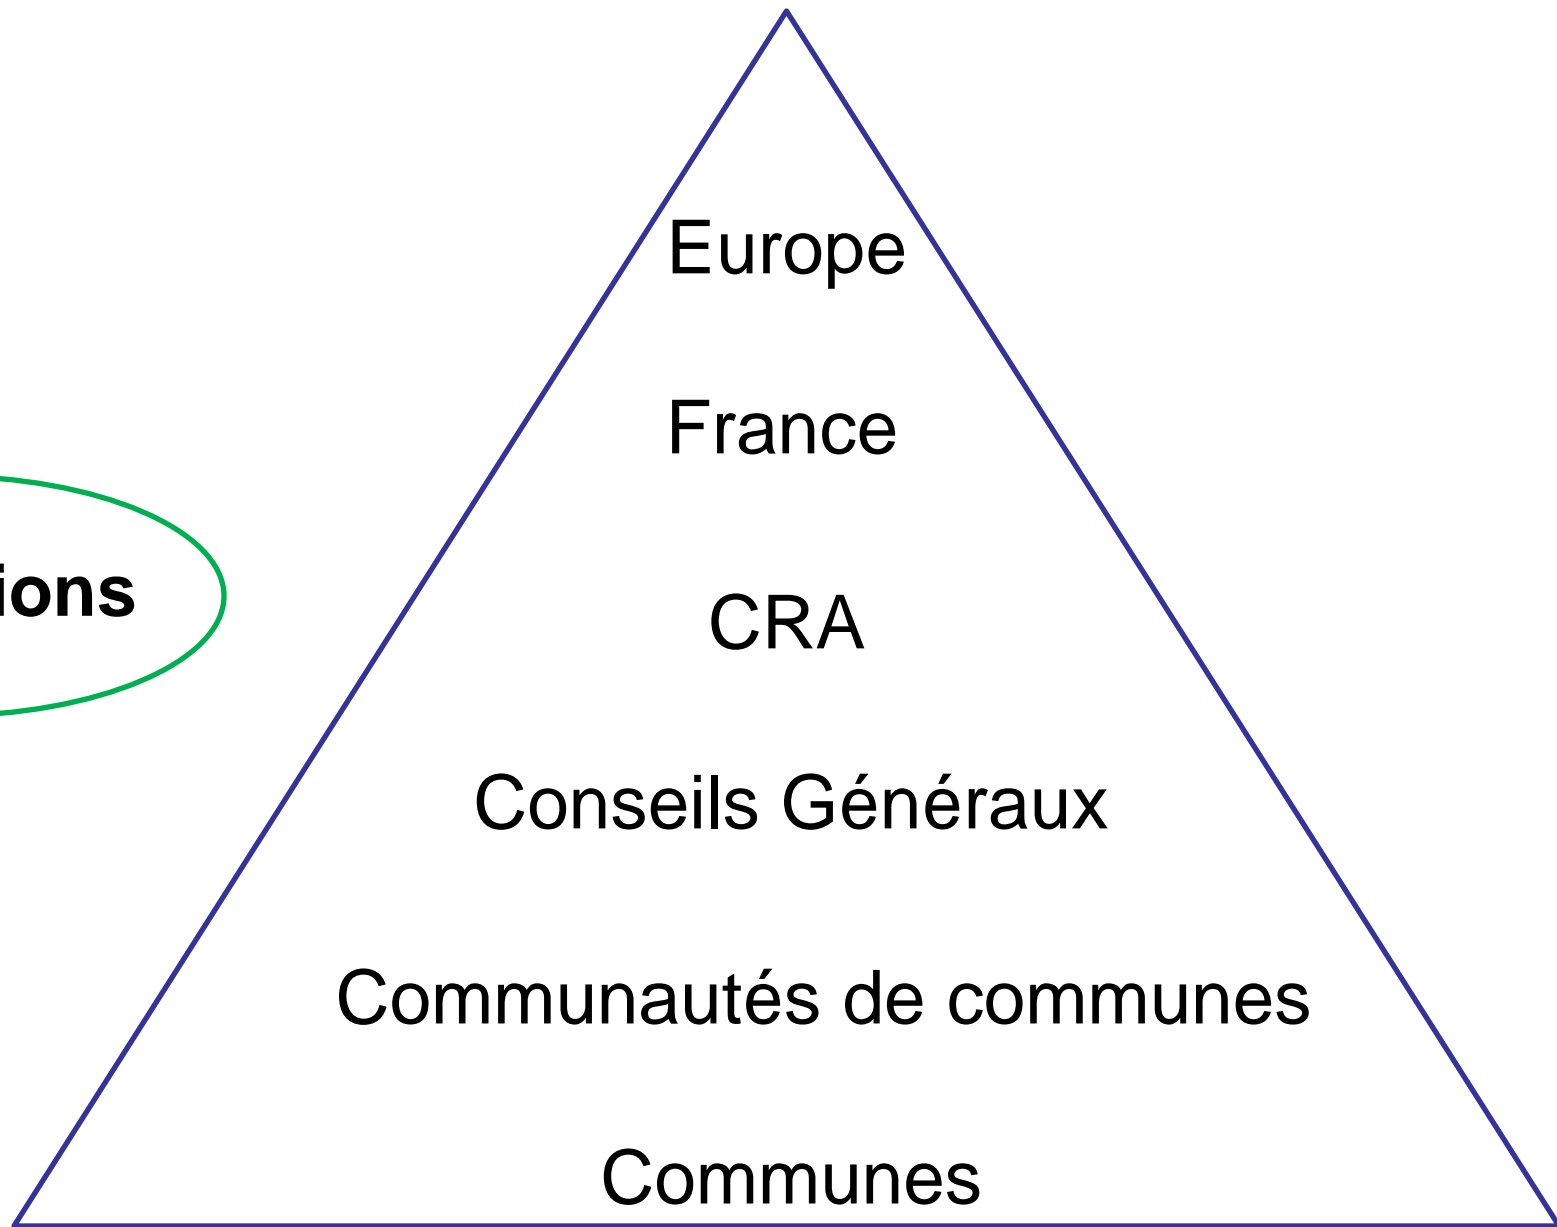 Europe
France
ions
CRA
Conseils Généraux
Communautés de communes
Communes